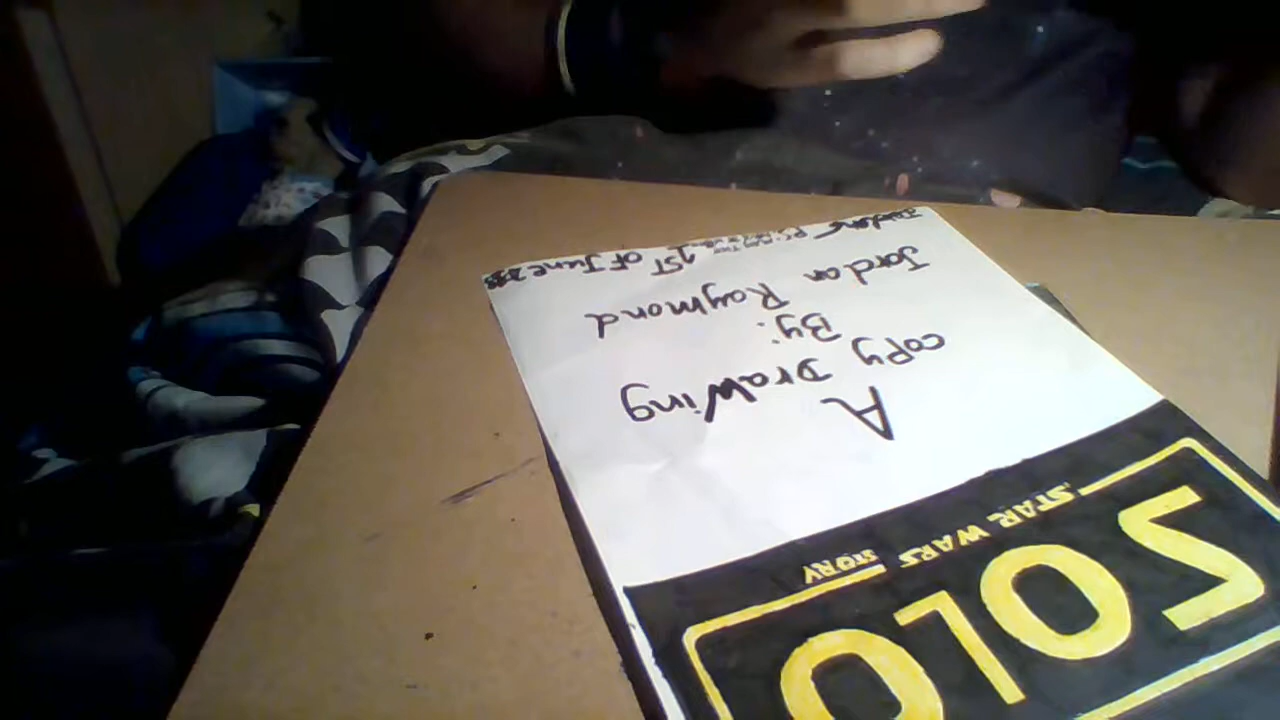 SOLO
STAR WARS STORY
A
copy Drawing
By:
Jordan Raymond
1ST OF June